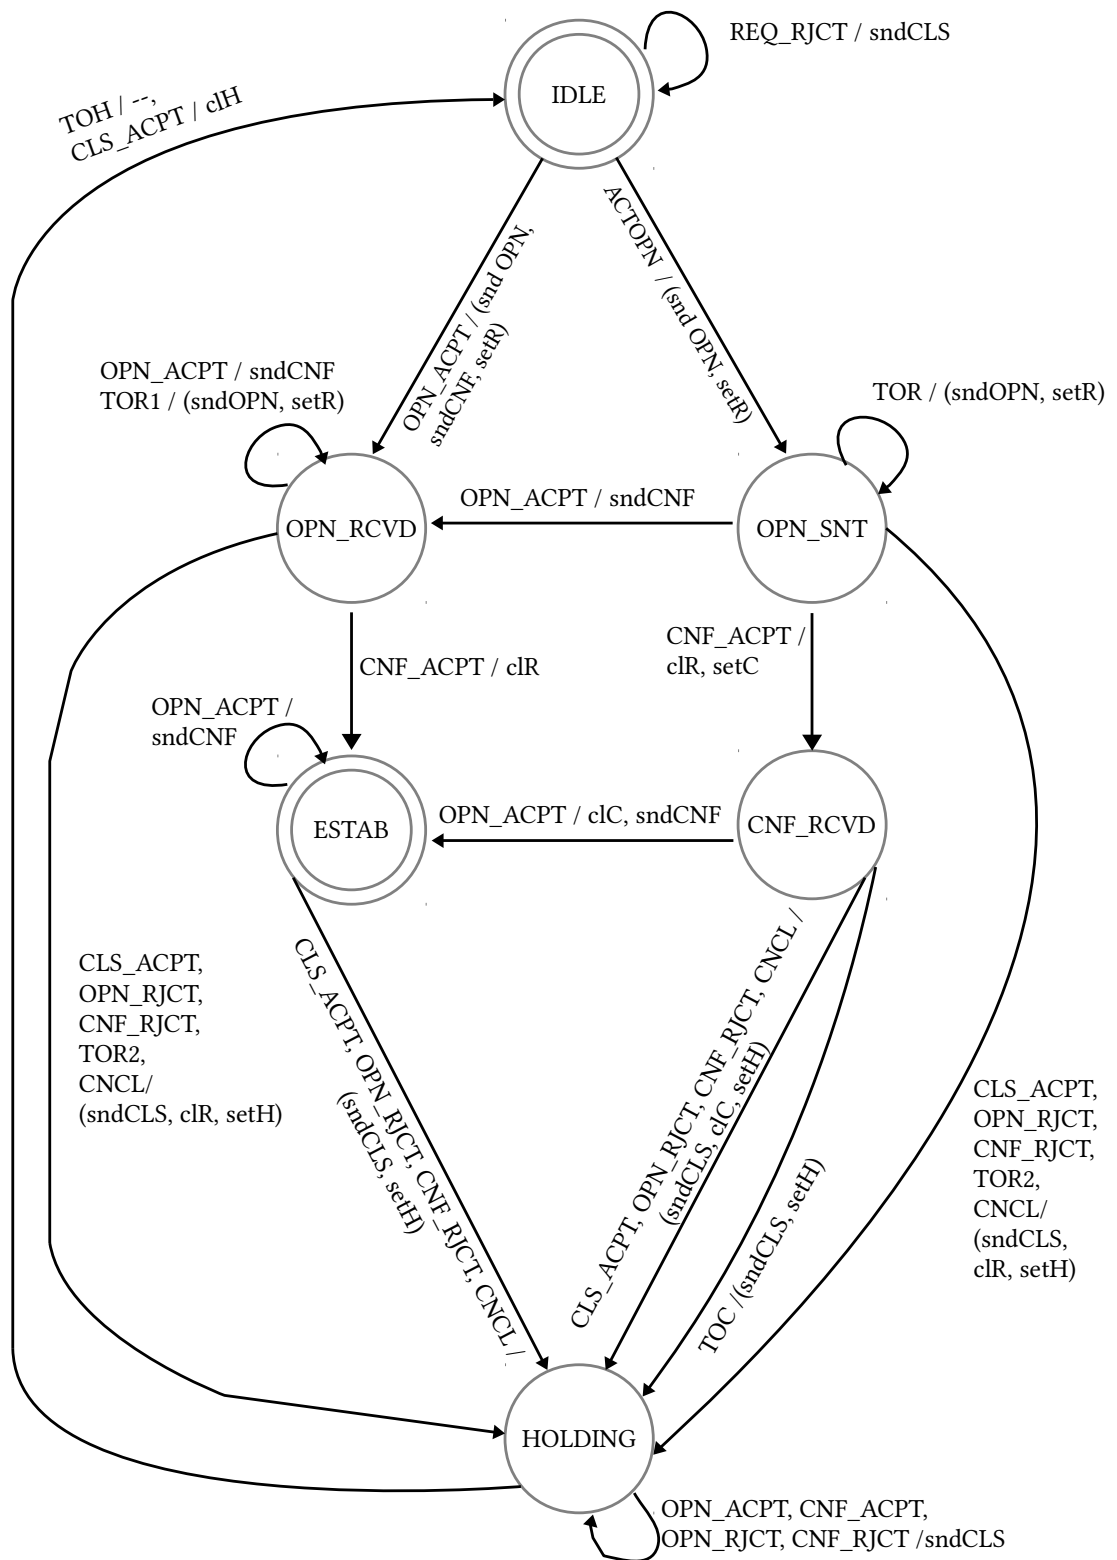 REQ_RJCT / sndCLS
IDLE
TOH / --,
CLS_ACPT / clH
OPN_ACPT / (snd OPN,
sndCNF, setR)
ACTOPN / (snd OPN, setR)
OPN_ACPT / sndCNF
TOR1 / (sndOPN, setR)
TOR / (sndOPN, setR)
OPN_RCVD
OPN_ACPT / sndCNF
OPN_SNT
CNF_ACPT / clR
CNF_ACPT /
clR, setC
OPN_ACPT /
sndCNF
ESTAB
OPN_ACPT / clC, sndCNF
CNF_RCVD
CLS_ACPT,
OPN_RJCT,
CNF_RJCT,
TOR2,
CNCL/
(sndCLS, clR, setH)
CLS_ACPT, OPN_RJCT, CNF_RJCT, CNCL /
(sndCLS, setH)
CLS_ACPT, OPN_RJCT, CNF_RJCT, CNCL /
(sndCLS, clC, setH)
TOC /(sndCLS, setH)
CLS_ACPT,
OPN_RJCT,
CNF_RJCT,
TOR2,
CNCL/
(sndCLS,
clR, setH)
HOLDING
OPN_ACPT, CNF_ACPT,
OPN_RJCT, CNF_RJCT /sndCLS